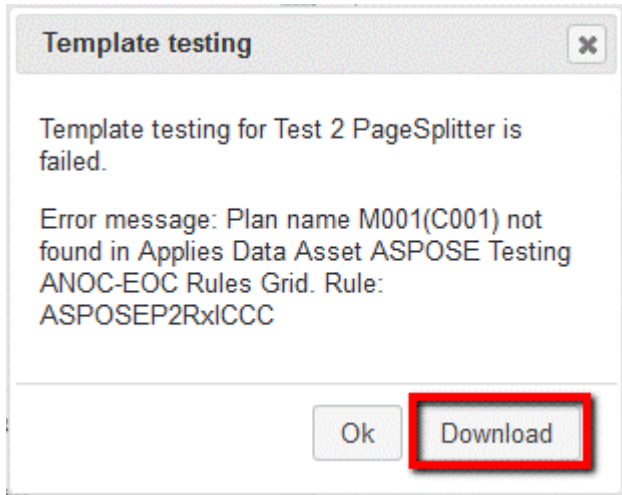 Template testing
Template testing for Test 2 PageSplitter is
failed.
Error message: Plan name M001(C001) not
found in Applies Data Asset ASPOSE Testing
ANOC-EOC Rules Grid. Rule:
ASPOSEP2RxICCC
Ok
Download